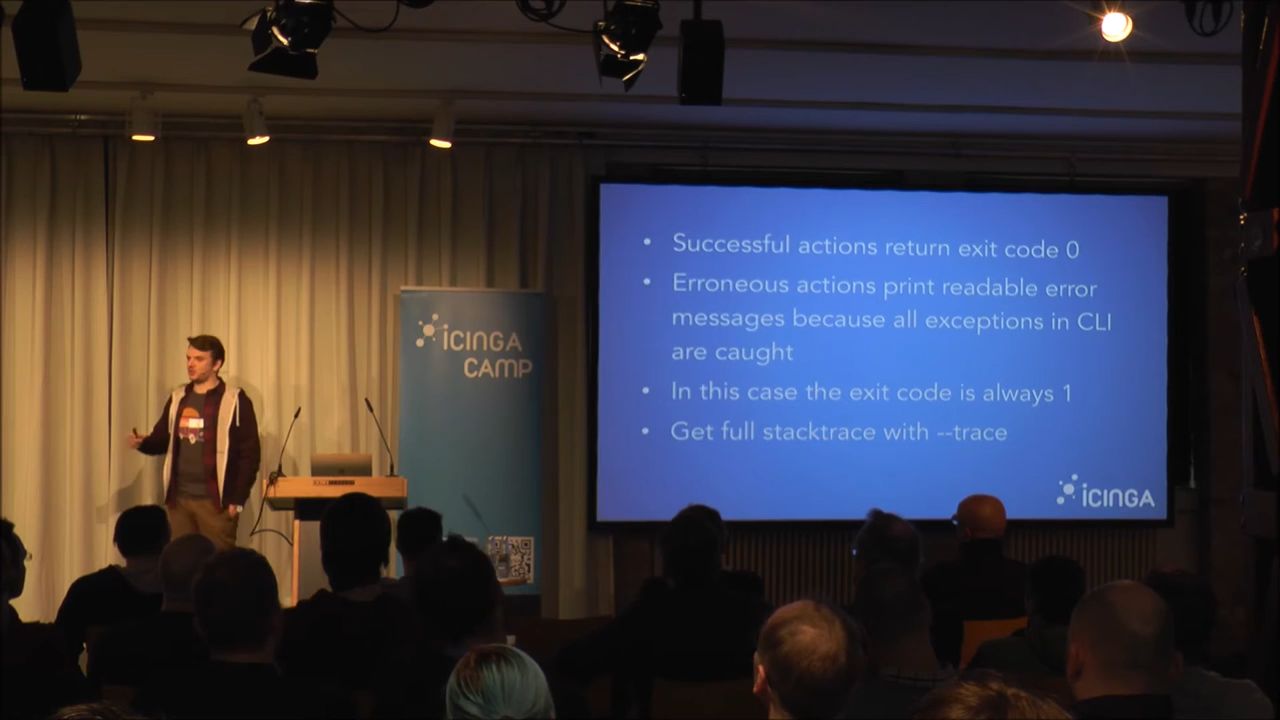 iCINGA
CAMP
• Successful actions return exit code 0
• Erroneous actions print readable error
messages because all exceptions in CLI
are caught
• In this case the exit code is always 1
• Get full stacktrace with --trace
iCINGA